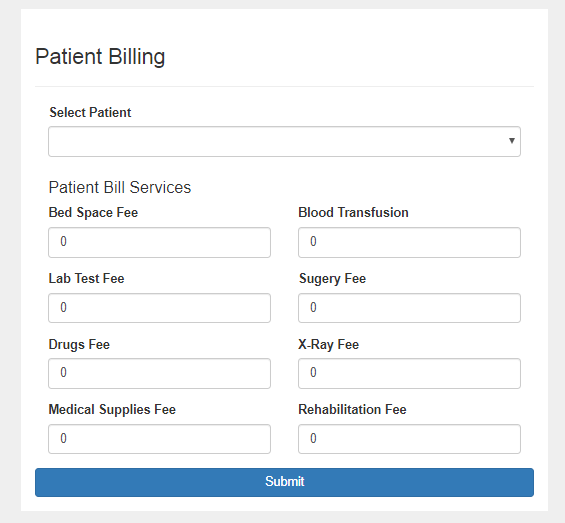 Patient Billing
Select Patient
Patient Bill Services
Bed Space Fee
Blood Transfusion
0
0
Lab Test Fee
Sugery Fee
0
0
Drugs Fee
X-Ray Fee
0
0
Medical Supplies Fee
Rehabilitation Fee
0
0
Submit